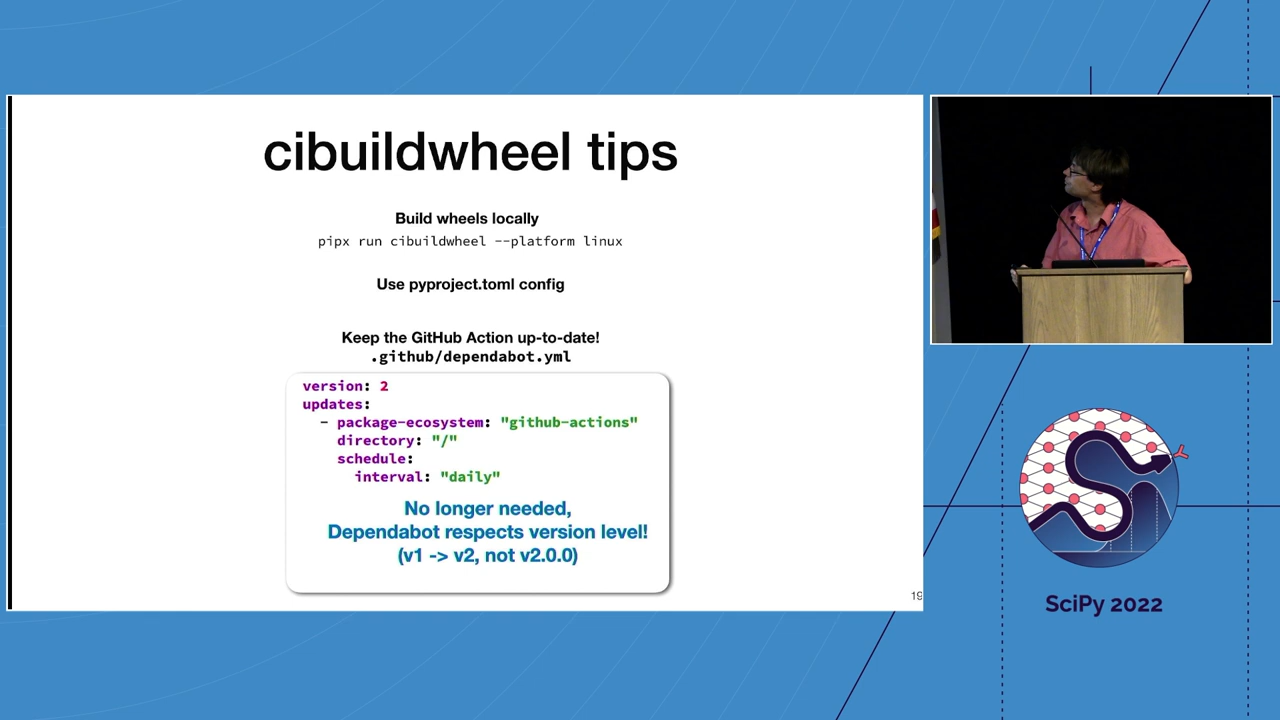 cibuildwheel tips
Build wheels locally
pipx run cibuildwheel --platform linux
Use pyproject.toml config
Keep the GitHub Action up-to-date!
.github/dependabot.yml
version: 2
updates:
  - package-ecosystem: "github-actions"
    directory: "/"
    schedule:
      interval: "daily"
No longer needed,
Dependabot respects version level!
(v1 -> v2, not v2.0.0)
19
SciPy 2022